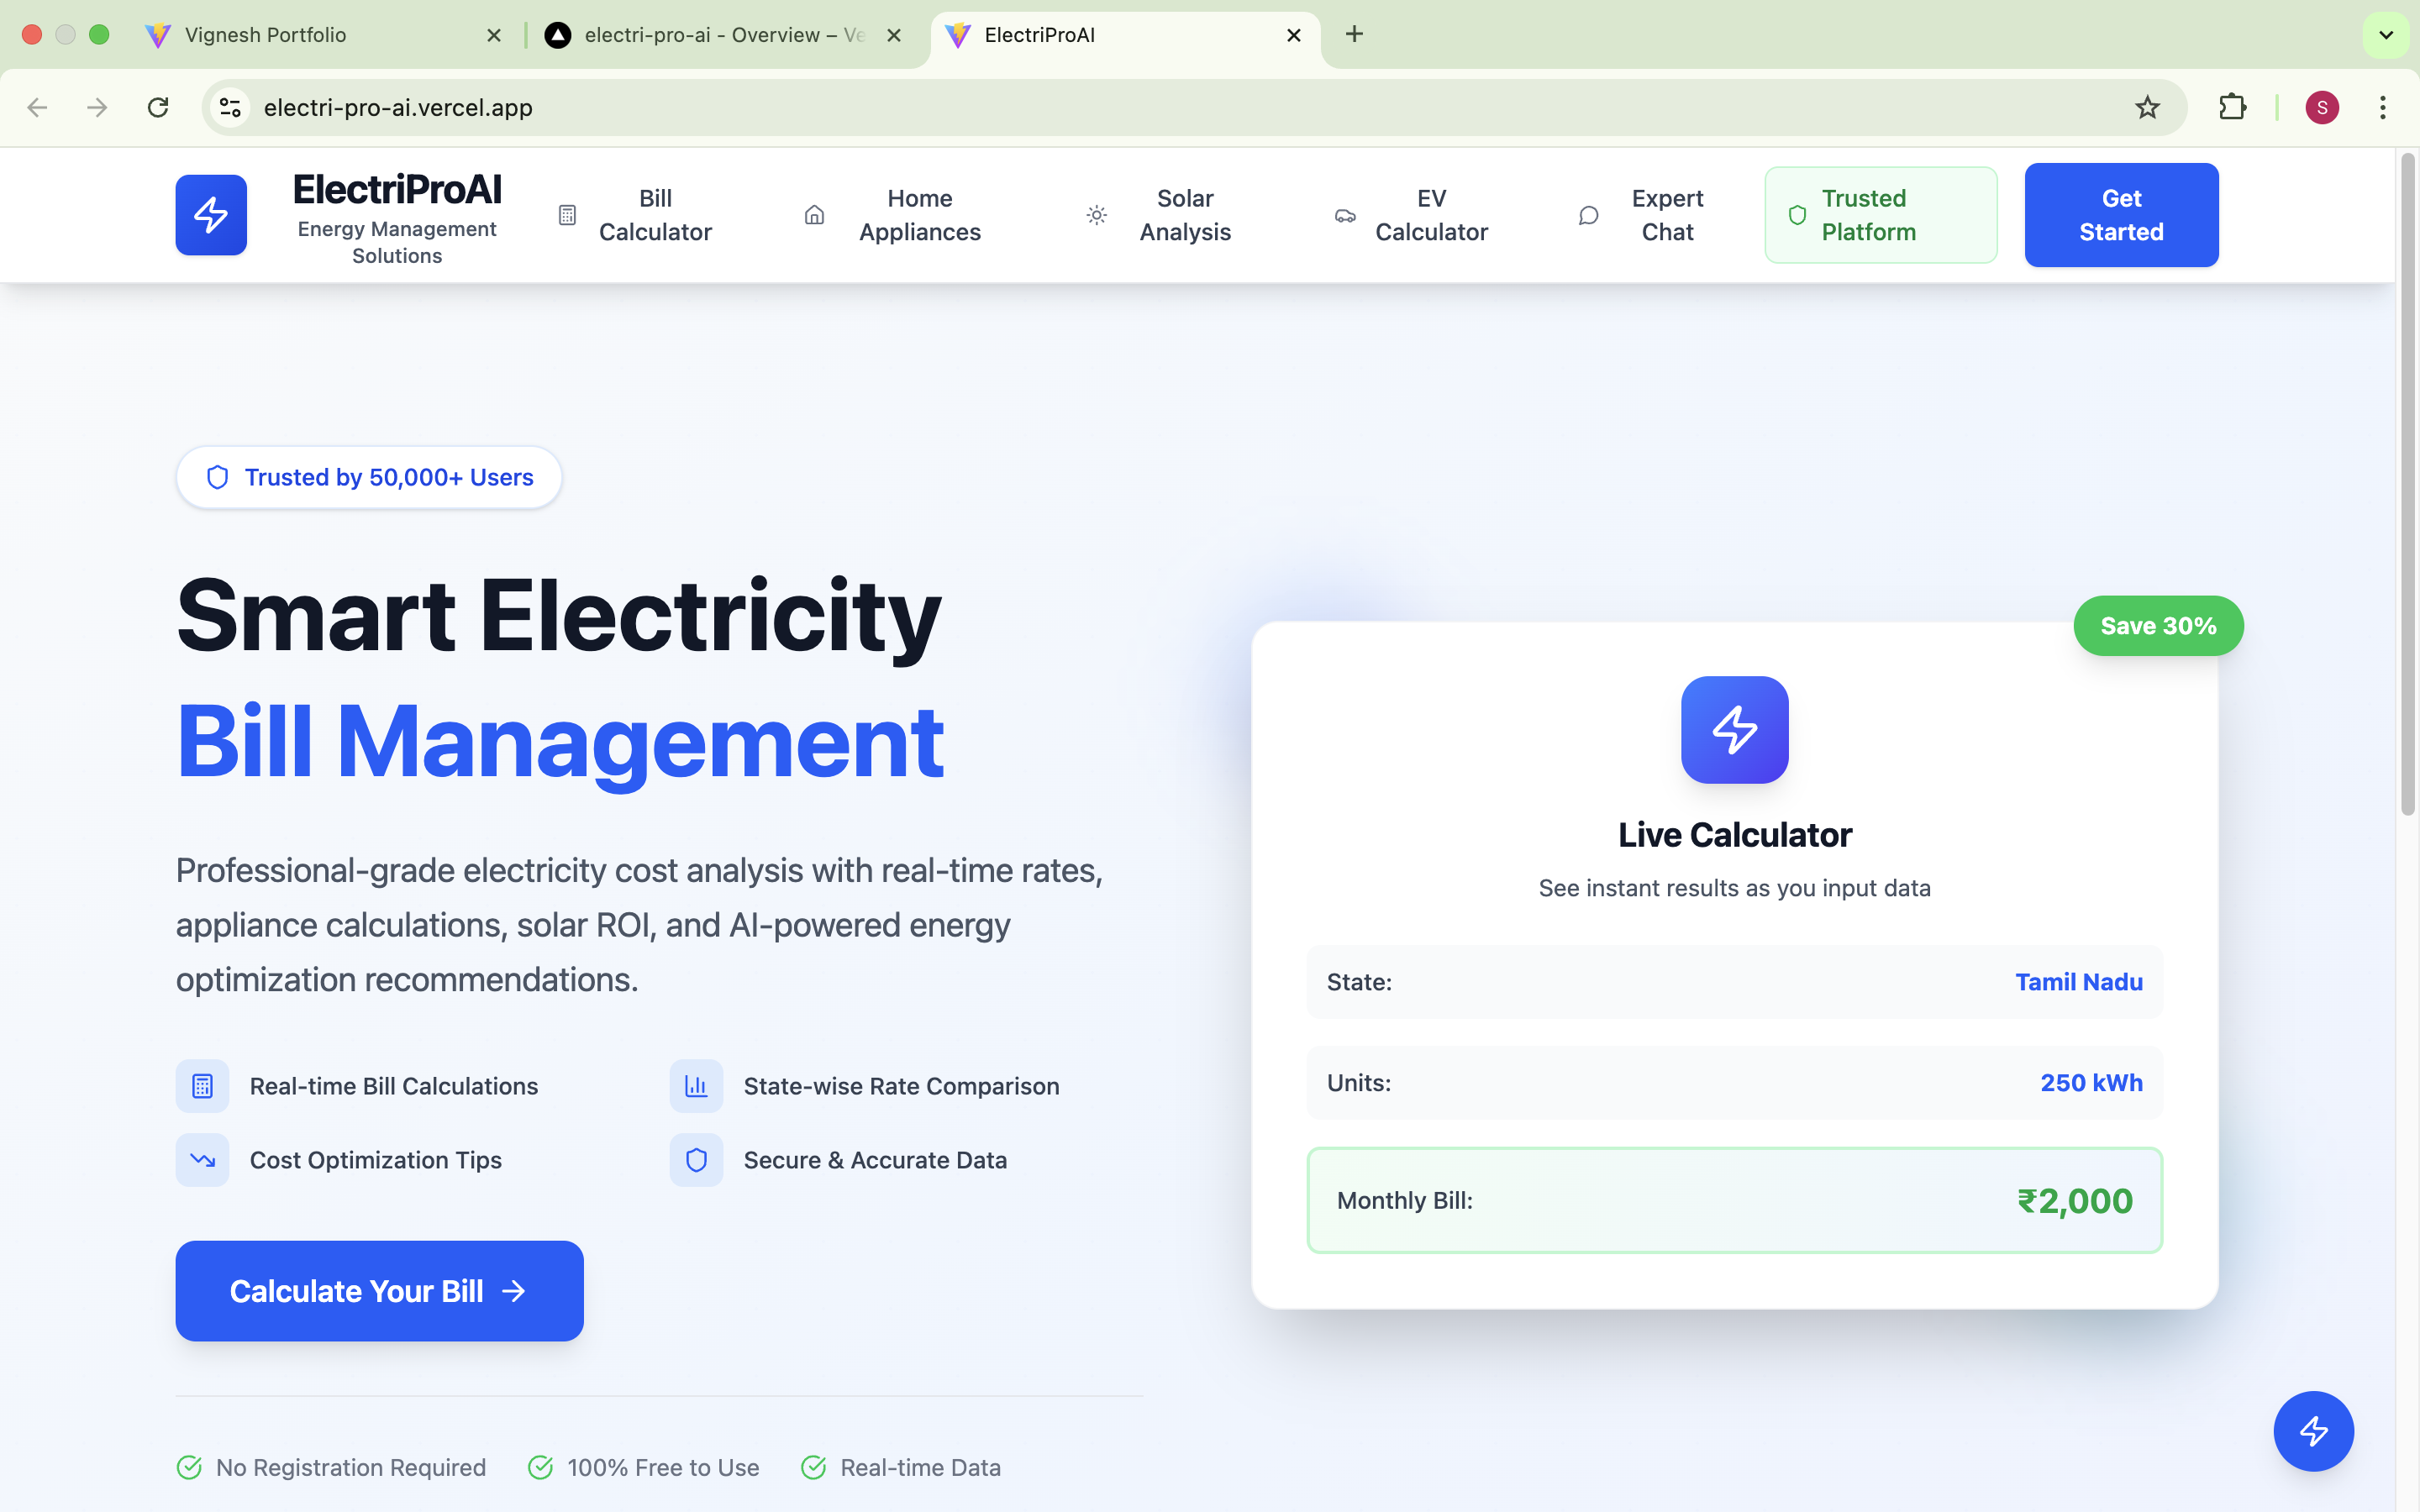 Vignesh Portfolio
electri-pro-ai - Overview – Ve
ElectriProAI
electri-pro-ai.vercel.app
S
ElectriProAI
Energy Management
Solutions
Bill
Calculator
Home
Appliances
Solar
Analysis
EV
Calculator
Expert
Chat
Trusted
Platform
Get
Started
Trusted by 50,000+ Users
Smart Electricity
Bill Management
Professional-grade electricity cost analysis with real-time rates,
appliance calculations, solar ROI, and AI-powered energy
optimization recommendations.
Real-time Bill Calculations
State-wise Rate Comparison
Cost Optimization Tips
Secure & Accurate Data
Calculate Your Bill
No Registration Required
100% Free to Use
Real-time Data
Save 30%
Live Calculator
See instant results as you input data
State: Tamil Nadu
Units: 250 kWh
Monthly Bill: ₹2,000